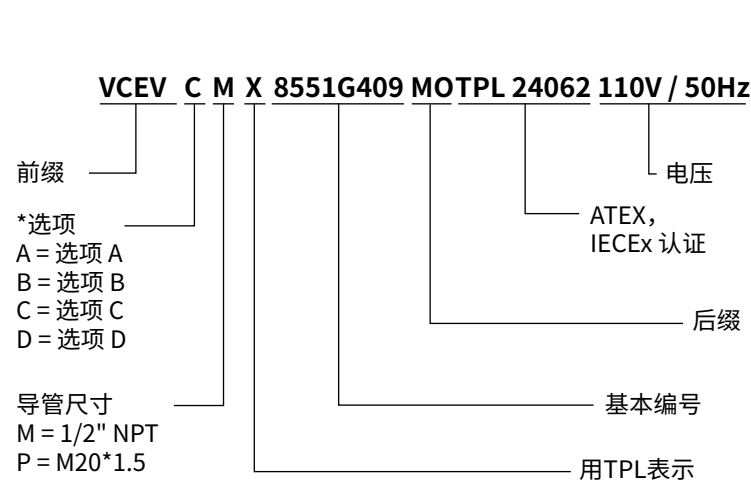 VCEV C M X 8551G409 MO TPL 24062 110V / 50Hz
前缀
电压
*选项
A = 选项 A
B = 选项 B
C = 选项 C
D = 选项 D
ATEX，
IECEx 认证
后缀
导管尺寸
M = 1/2" NPT
P = M20*1.5
基本编号
用TPL表示